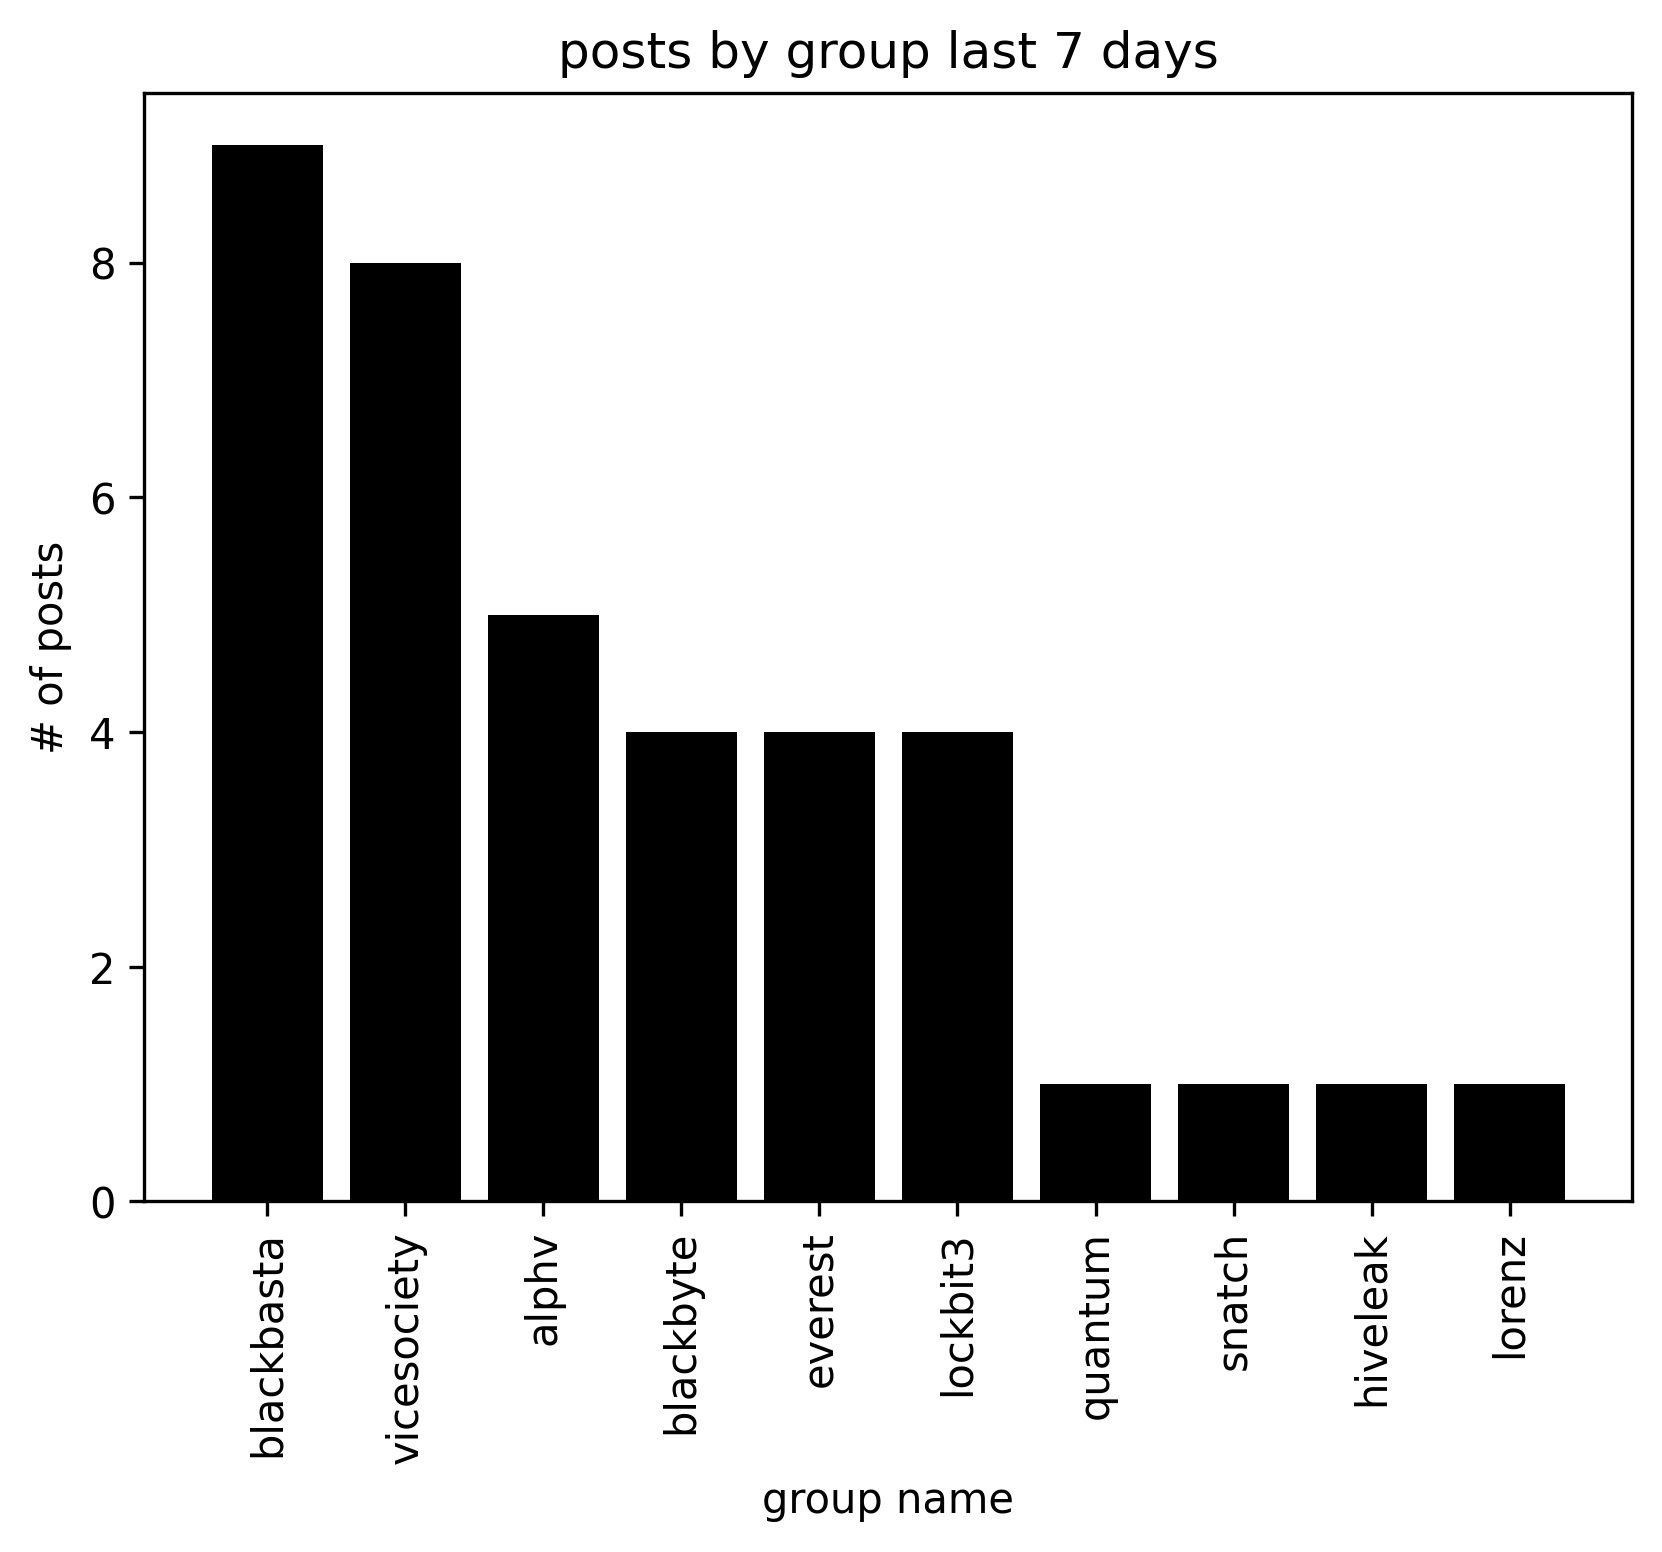 posts by group last 7 days
# of posts
8
6
4
2
0
blackbasta
vicesociety
alphv
blackbyte
everest
lockbit3
quantum
snatch
hiveleak
lorenz
group name